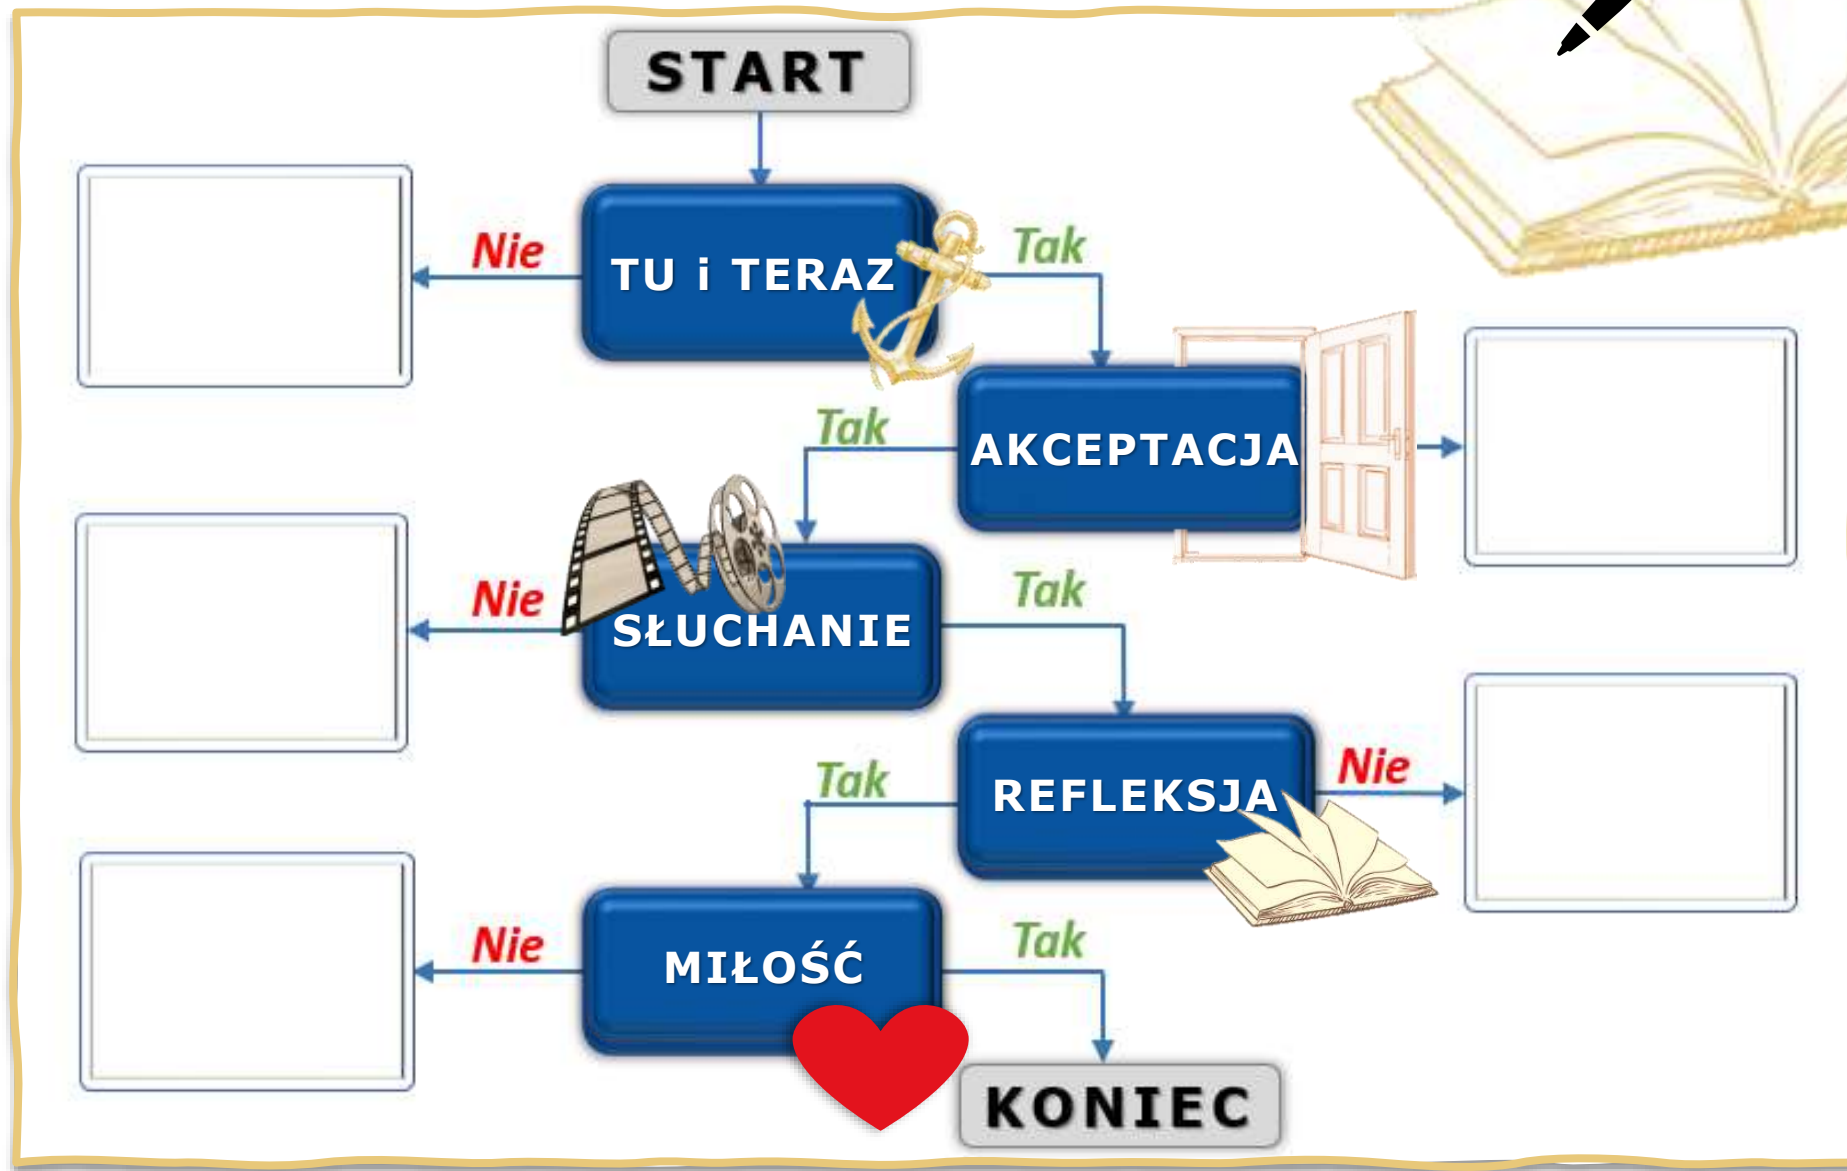 START
Nie
TU i TERAZ
Tak
Tak
AKCEPTACJA
Nie
SŁUCHANIE
Tak
Tak
REFLEKSJA
Nie
Nie
MIŁOŚĆ
Tak
KONIEC